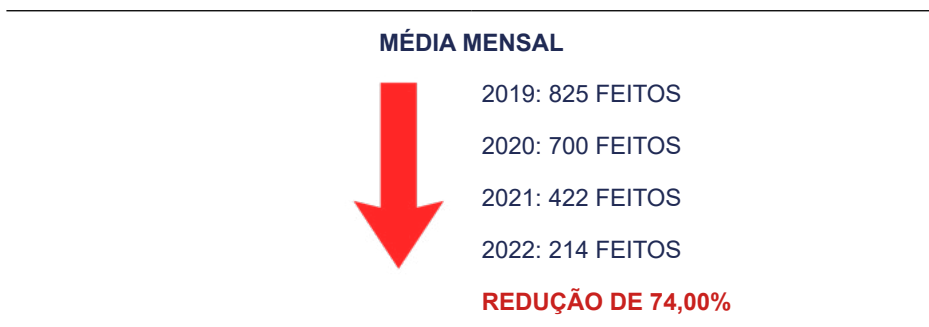 MÉDIA MENSAL
2019: 825 FEITOS
2020: 700 FEITOS
2021: 422 FEITOS
2022: 214 FEITOS
REDUÇÃO DE 74,00%